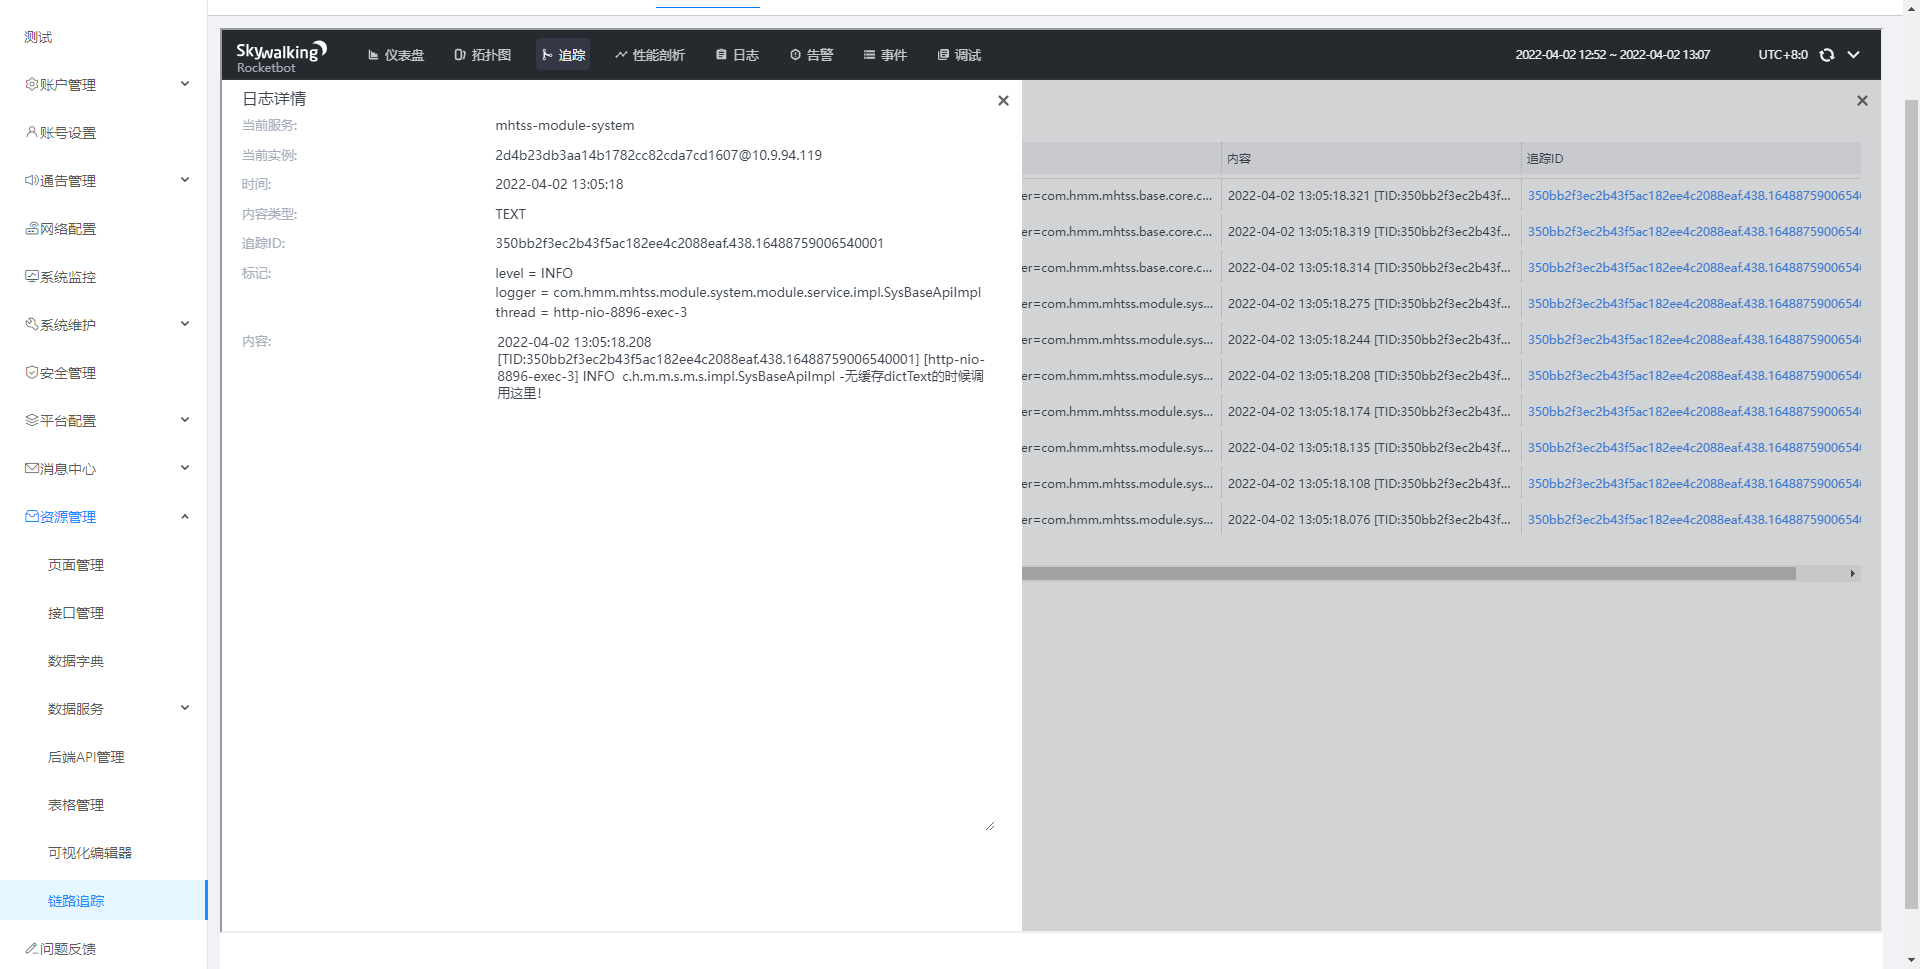 测试
账户管理
账号设置
通告管理
网络配置
系统监控
系统维护
安全管理
平台配置
消息中心
资源管理
页面管理
接口管理
数据字典
数据服务
后端API管理
表格管理
可视化编辑器
链路追踪
问题反馈
Skywalking
Rocketbot
仪表盘 拓扑图 追踪 性能剖析 日志 告警 事件 调试 2022-04-02 12:52 ~ 2022-04-02 13:07 UTC+8:0
日志详情
当前服务: mhtss-module-system
当前实例: 2d4b23db3aa14b1782cc82cda7cd1607@10.9.94.119
时间: 2022-04-02 13:05:18
内容类型: TEXT
追踪ID: 350bb2f3ec2b43f5ac182ee4c2088eaf.438.16488759006540001
标记: level = INFO
logger = com.hmm.mhtss.module.system.module.service.impl.SysBaseApiImpl
thread = http-nio-8896-exec-3
内容: 2022-04-02 13:05:18.208
[TID:350bb2f3ec2b43f5ac182ee4c2088eaf.438.16488759006540001] [http-nio-
8896-exec-3] INFO  c.h.m.m.s.m.s.impl.SysBaseApiImpl -无缓存dictText的时候调
用这里!
内容 追踪ID
er=com.hmm.mhtss.base.core.c... 2022-04-02 13:05:18.321 [TID:350bb2f3ec2b43f... 350bb2f3ec2b43f5ac182ee4c2088eaf.438.1648875900654
er=com.hmm.mhtss.base.core.c... 2022-04-02 13:05:18.319 [TID:350bb2f3ec2b43f... 350bb2f3ec2b43f5ac182ee4c2088eaf.438.1648875900654
er=com.hmm.mhtss.base.core.c... 2022-04-02 13:05:18.314 [TID:350bb2f3ec2b43f... 350bb2f3ec2b43f5ac182ee4c2088eaf.438.1648875900654
er=com.hmm.mhtss.module.sys... 2022-04-02 13:05:18.275 [TID:350bb2f3ec2b43f... 350bb2f3ec2b43f5ac182ee4c2088eaf.438.1648875900654
er=com.hmm.mhtss.module.sys... 2022-04-02 13:05:18.244 [TID:350bb2f3ec2b43f... 350bb2f3ec2b43f5ac182ee4c2088eaf.438.1648875900654
er=com.hmm.mhtss.module.sys... 2022-04-02 13:05:18.208 [TID:350bb2f3ec2b43f... 350bb2f3ec2b43f5ac182ee4c2088eaf.438.1648875900654
er=com.hmm.mhtss.module.sys... 2022-04-02 13:05:18.174 [TID:350bb2f3ec2b43f... 350bb2f3ec2b43f5ac182ee4c2088eaf.438.1648875900654
er=com.hmm.mhtss.module.sys... 2022-04-02 13:05:18.135 [TID:350bb2f3ec2b43f... 350bb2f3ec2b43f5ac182ee4c2088eaf.438.1648875900654
er=com.hmm.mhtss.module.sys... 2022-04-02 13:05:18.108 [TID:350bb2f3ec2b43f... 350bb2f3ec2b43f5ac182ee4c2088eaf.438.1648875900654
er=com.hmm.mhtss.module.sys... 2022-04-02 13:05:18.076 [TID:350bb2f3ec2b43f... 350bb2f3ec2b43f5ac182ee4c2088eaf.438.1648875900654